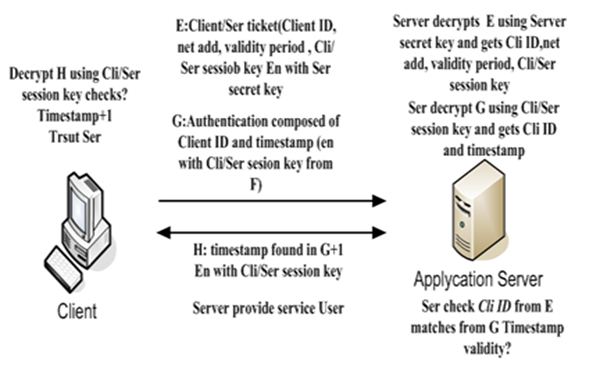 E:Client/Ser ticket(Client ID,
net add, validity period , Cli/
Ser sessiob key En with Ser
secret key
Server decrypts E using Server
secret key and gets Cli ID,net
add, validity period, Cli/Ser
session key
Ser decrypt G using Cli/Ser
session key and gets Cli ID
and timestamp
Decrypt H using Cli/Ser
session key checks?
Timestamp+1
Trsut Ser
G:Authentication composed of
Client ID and timestamp (en
with Cli/Ser sesion key from
F)
H: timestamp found in G+1
En with Cli/Ser session key
Server provide service User
Client
Applycation Server
Ser check Cli ID from E
matches from G Timestamp
validity?